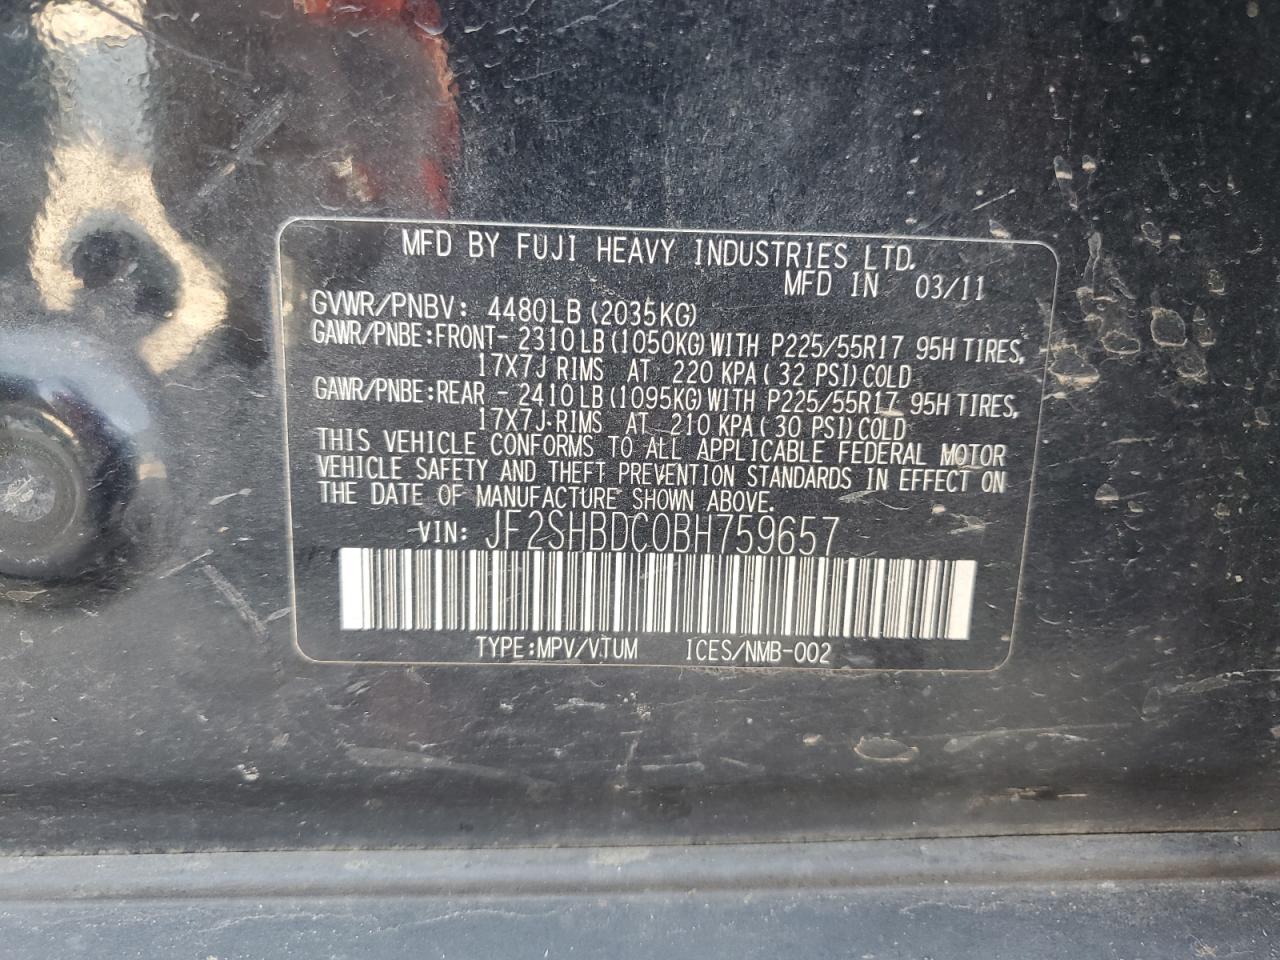 MFD BY FUJI HEAVY INDUSTRIES LTD.
MFD IN 03/11
GVWR/PNBV: 4480LB(2035KG)
GAWR/PNBE:FRONT- 2310LB(1050KG)WITH P225/55R17 95H TIRES,
17X7J RIMS AT 220 KPA(32 PSI)COLD
GAWR/PNBE:REAR - 2410LB(1095KG)WITH P225/55R17 95H TIRES,
17X7J RIMS AT 210 KPA(30 PSI)COLD
THIS VEHICLE CONFORMS TO ALL APPLICABLE FEDERAL MOTOR
VEHICLE SAFETY AND THEFT PREVENTION STANDARDS IN EFFECT ON
THE DATE OF MANUFACTURE SHOWN ABOVE.
VIN: JF2SHBDC0BH759657
TYPE:MPV/VTUM ICES/NMB-002